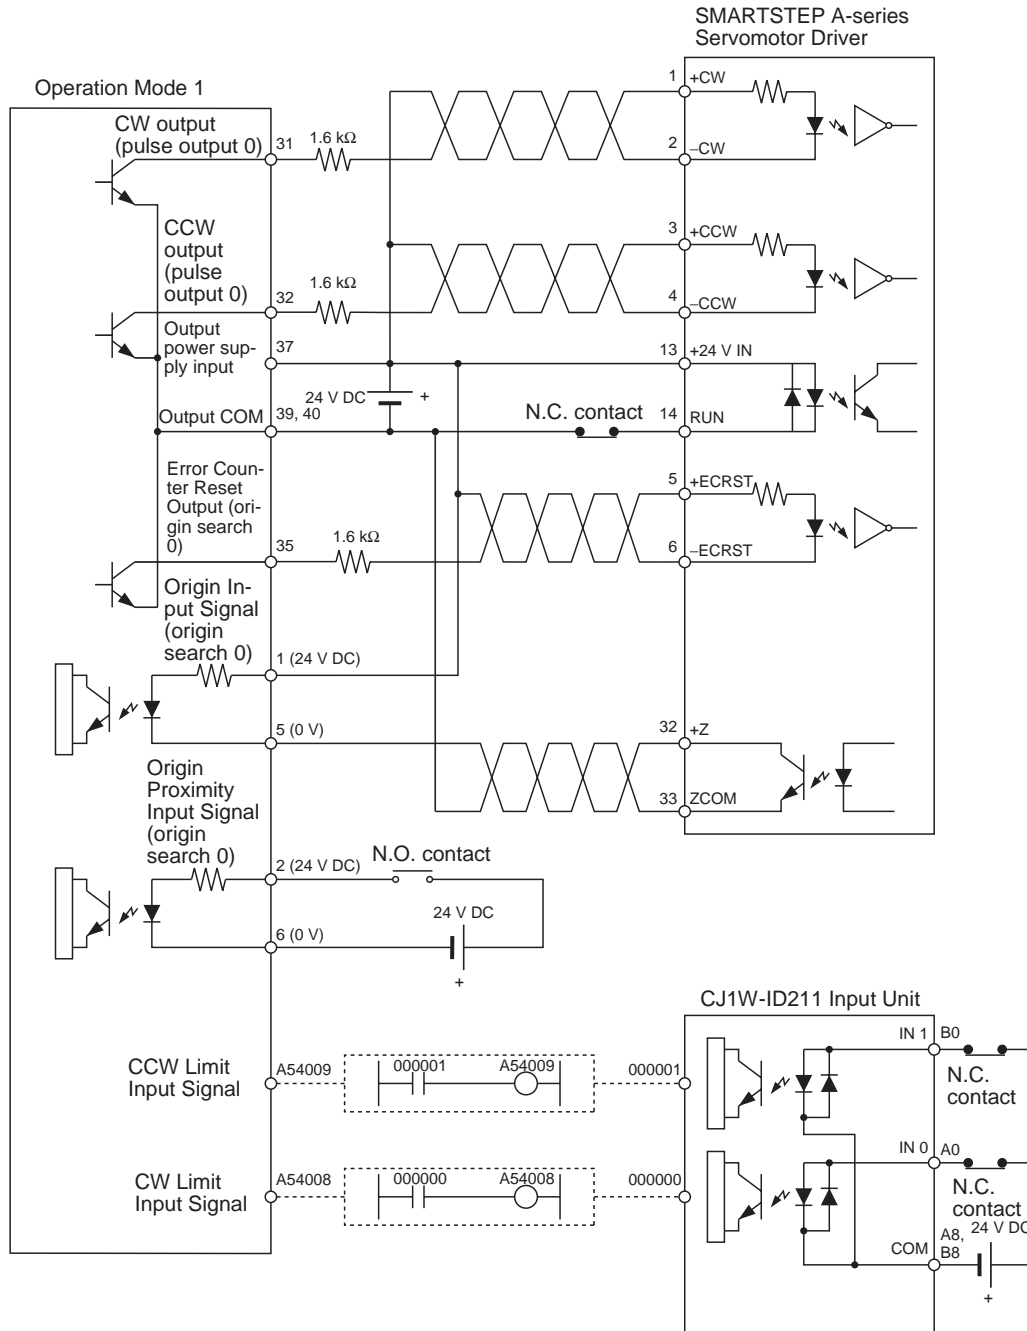 SMARTSTEP A-series
Servomotor Driver
Operation Mode 1
CW output
(pulse output 0)
31
1.6 kΩ
1
+CW
2
–CW
CCW
output
(pulse
output 0)
32
1.6 kΩ
3
+CCW
4
–CCW
Output
power sup-
ply input
37
13
+24 V IN
24 V DC
+
Output COM
39, 40
N.C. contact
14
RUN
Error Coun-
ter Reset
Output (ori-
gin search
0)
35
1.6 kΩ
5
+ECRST
6
–ECRST
Origin In-
put Signal
(origin
search 0)
1 (24 V DC)
5 (0 V)
32
+Z
33
ZCOM
Origin
Proximity
Input Signal
(origin
search 0)
2 (24 V DC)
N.O. contact
24 V DC
6 (0 V)
+
CJ1W-ID211 Input Unit
IN 1
B0
N.C.
contact
CCW Limit
Input Signal
A54009
000001
A54009
000001
IN 0
A0
N.C.
contact
CW Limit
Input Signal
A54008
000000
A54008
000000
COM
A8,
B8
24 V DC
+